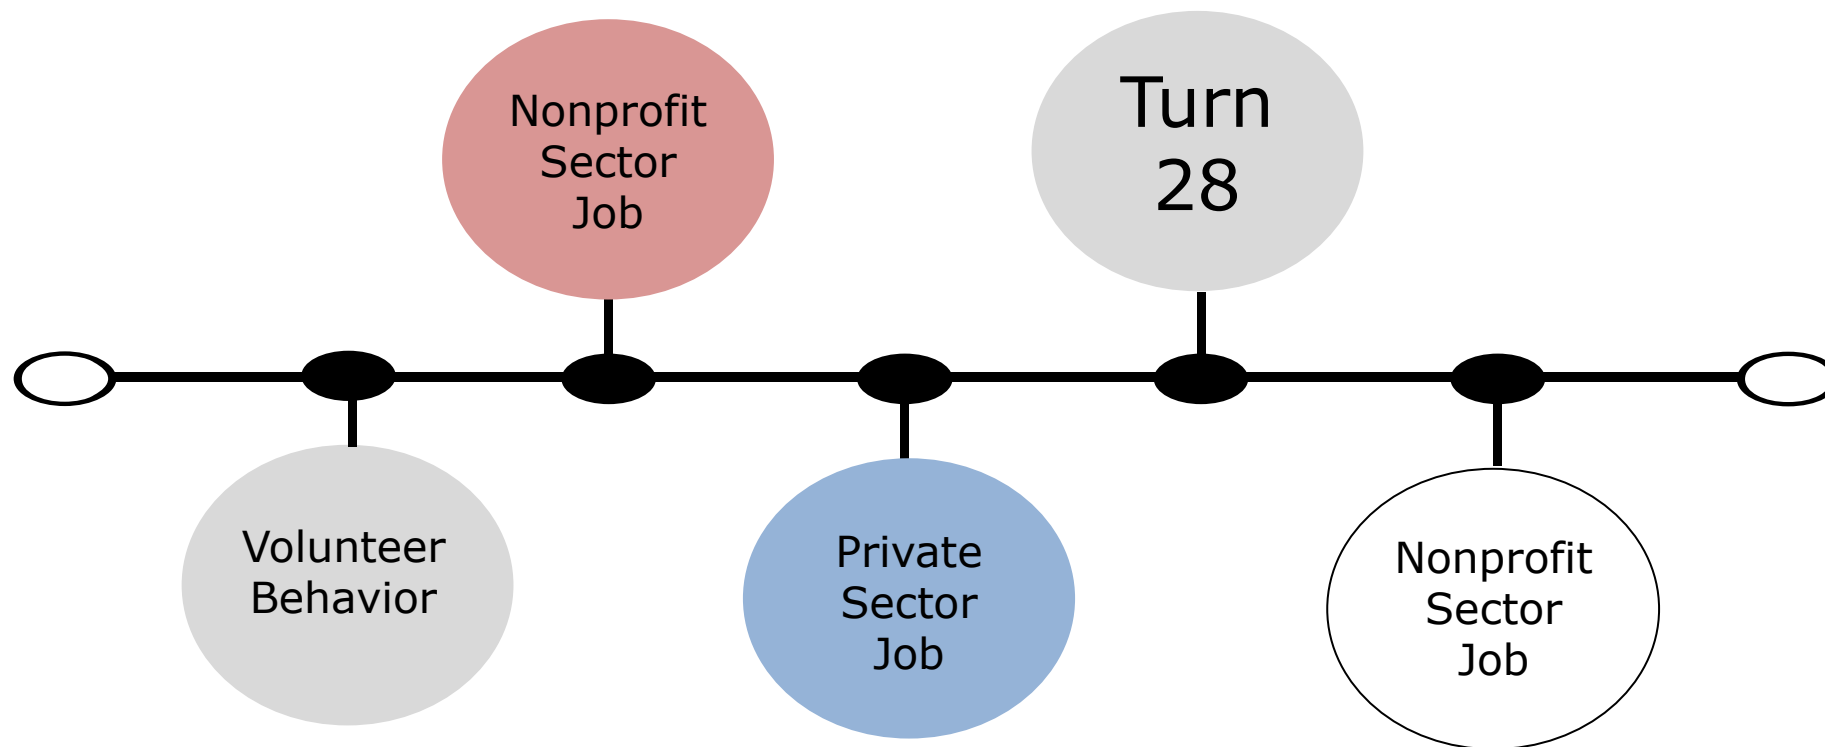 Volunteer
Behavior
Nonprofit
Sector
Job
Private
Sector
Job
Turn
28
Nonprofit
Sector
Job